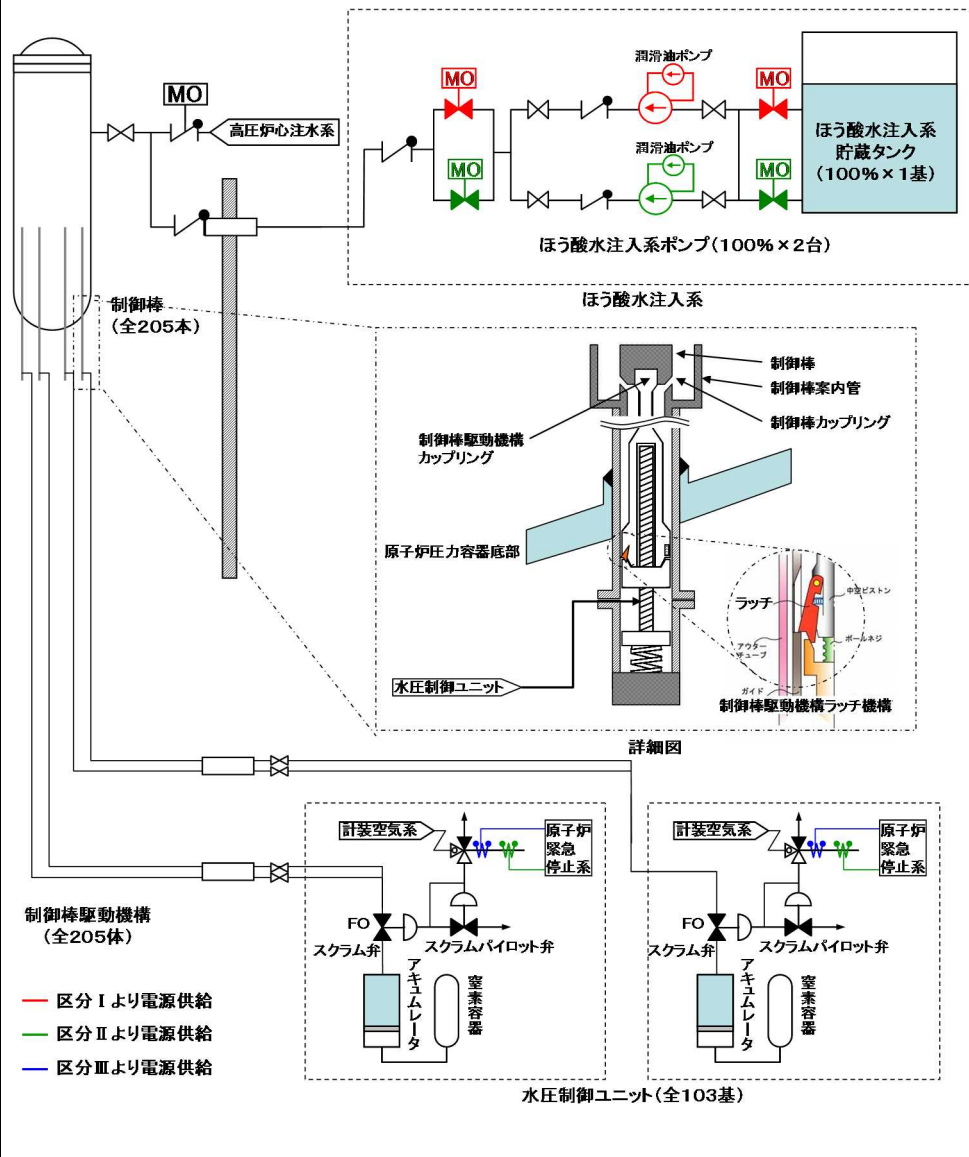 MO
高圧炉心注水系
MO
MO
潤滑油ポンプ
潤滑油ポンプ
MO
MO
ほう酸水注入系
貯蔵タンク
（100％×1基）
ほう酸水注入系ポンプ（100％×2台）
ほう酸水注入系
制御棒
（全205本）
制御棒
制御棒案内管
制御棒カップリング
制御棒駆動機構
カップリング
原子炉圧力容器底部
水圧制御ユニット
ラッチ
中空ピストン
アウター
チューブ
ボールネジ
ガイド
制御棒駆動機構ラッチ機構
詳細図
制御棒駆動機構
（全205体）
計装空気系
原子炉
緊急
停止系
FO
スクラム弁
スクラムパイロット弁
アキュムレータ
窒素容器
計装空気系
原子炉
緊急
停止系
FO
スクラム弁
スクラムパイロット弁
アキュムレータ
窒素容器
区分Ⅰより電源供給
区分Ⅱより電源供給
区分Ⅲより電源供給
水圧制御ユニット（全103基）